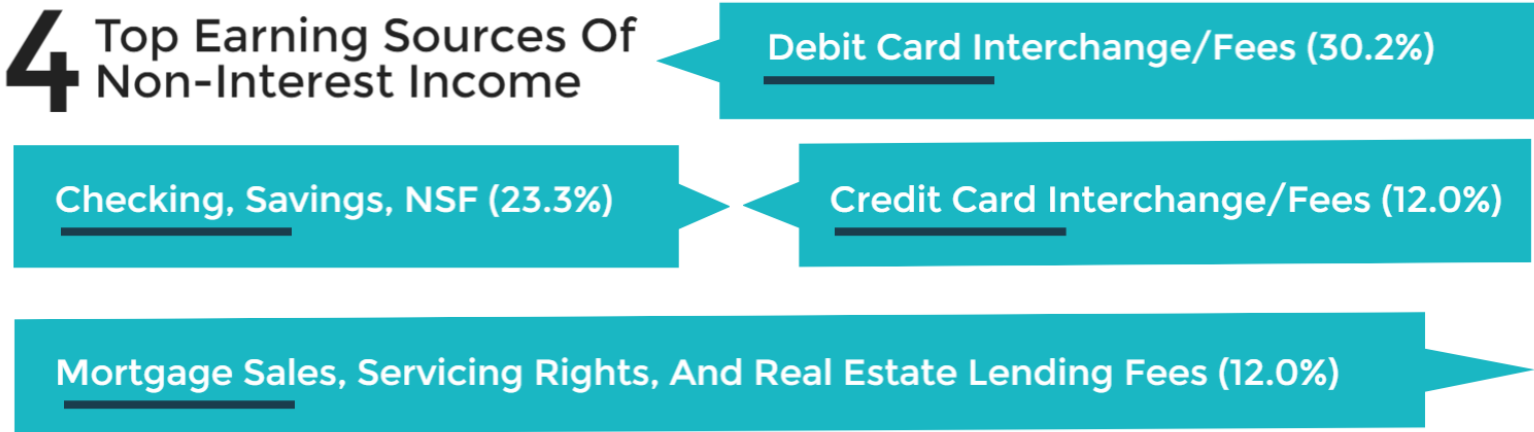 4 Top Earning Sources Of
Non-Interest Income
Debit Card Interchange/Fees (30.2%)
Checking, Savings, NSF (23.3%)
Credit Card Interchange/Fees (12.0%)
Mortgage Sales, Servicing Rights, And Real Estate Lending Fees (12.0%)